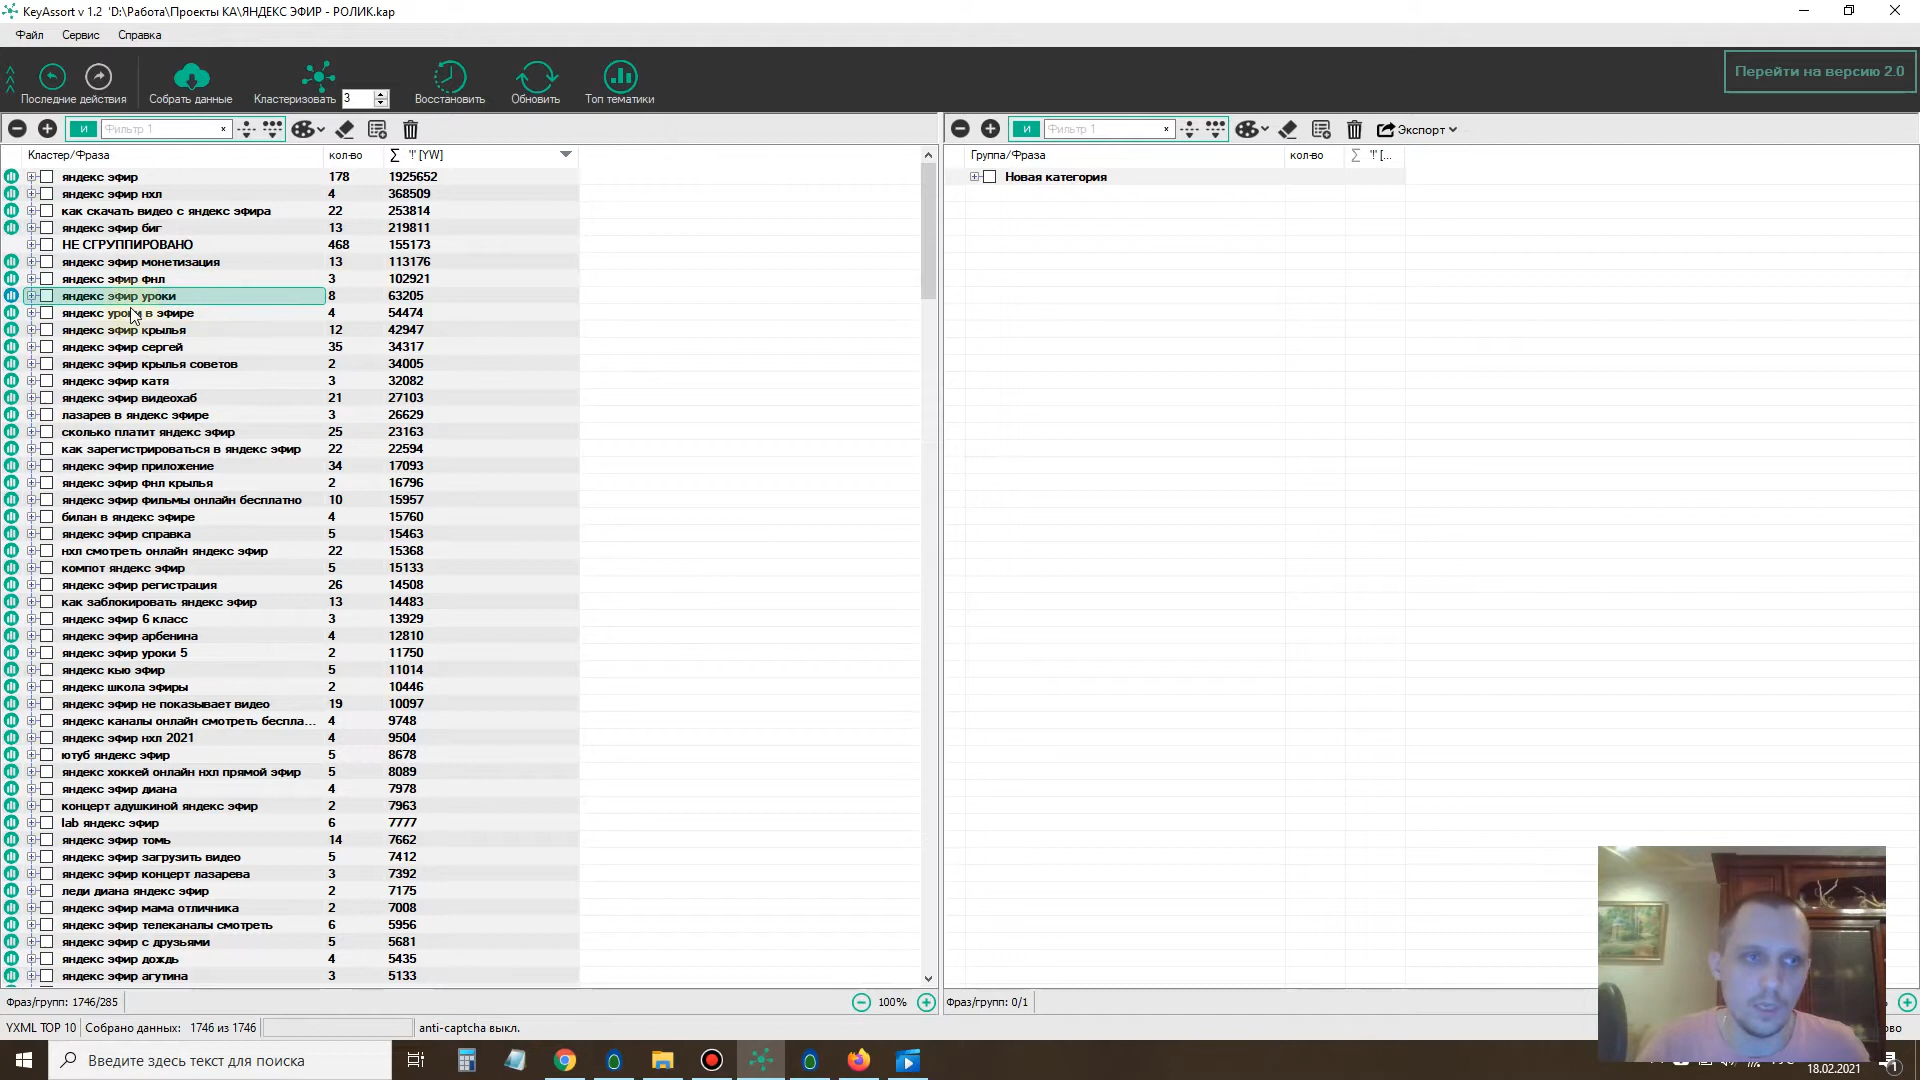 KeyAssort v 1.2 'D:\Работа\Проекты КА\ЯНДЕКС ЭФИР - РОЛИК.kap
Файл Сервис Справка
Последние действия Собрать данные Кластеризовать 3 Восстановить Обновить Топ тематики Перейти на версию 2.0
И Фильтр 1 × И Фильтр 1 × Экспорт
Кластер/Фраза кол-во ∑ '!' [YW] Группа/Фраза кол-во ∑ '!' [...
яндекс эфир 178 1925652 Новая категория
яндекс эфир нхл 4 368509
как скачать видео с яндекс эфира 22 253814
яндекс эфир биг 13 219811
НЕ СГРУППИРОВАНО 468 155173
яндекс эфир монетизация 13 113176
яндекс эфир фнл 3 102921
яндекс эфир уроки 8 63205
яндекс уроки в эфире 4 54474
яндекс эфир крылья 12 42947
яндекс эфир сергей 35 34317
яндекс эфир крылья советов 2 34005
яндекс эфир катя 3 32082
яндекс эфир видеохаб 21 27103
лазарев в яндекс эфире 3 26629
сколько платит яндекс эфир 25 23163
как зарегистрироваться в яндекс эфир 22 22594
яндекс эфир приложение 34 17093
яндекс эфир фнл крылья 2 16796
яндекс эфир фильмы онлайн бесплатно 10 15957
билан в яндекс эфире 4 15760
яндекс эфир справка 5 15463
нхл смотреть онлайн яндекс эфир 22 15368
компот яндекс эфир 5 15133
яндекс эфир регистрация 26 14508
как заблокировать яндекс эфир 13 14483
яндекс эфир 6 класс 3 13929
яндекс эфир арбенина 4 12810
яндекс эфир уроки 5 2 11750
яндекс кью эфир 5 11014
яндекс школа эфиры 2 10446
яндекс эфир не показывает видео 19 10097
яндекс каналы онлайн смотреть беспла... 4 9748
яндекс эфир нхл 2021 4 9504
ютуб яндекс эфир 5 8678
яндекс хоккей онлайн нхл прямой эфир 5 8089
яндекс эфир диана 4 7978
концерт адушкиной яндекс эфир 2 7963
lab яндекс эфир 6 7777
яндекс эфир томь 14 7662
яндекс эфир загрузить видео 5 7412
яндекс эфир концерт лазарева 3 7392
леди диана яндекс эфир 2 7175
яндекс эфир мама отличника 2 7008
яндекс эфир телеканалы смотреть 6 5956
яндекс эфир с друзьями 5 5681
яндекс эфир дождь 4 5435
яндекс эфир агутина 3 5133
Фраз/групп: 1746/285 100% Фраз/групп: 0/1
YXML TOP 10 Собрано данных: 1746 из 1746 anti-captcha выкл.
Введите здесь текст для поиска
18.02.2021